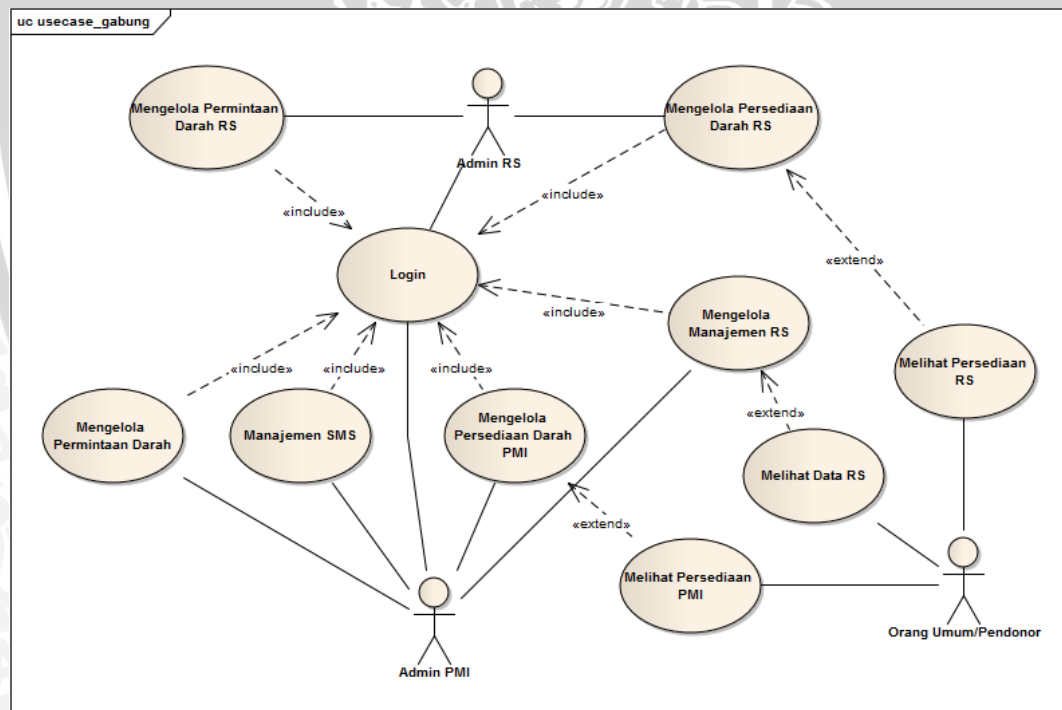 uc usecase_gabung
Mengelola Permintaan
Darah RS
Admin RS
Mengelola Persediaan
Darah RS
«include»
«include»
Login
«extend»
«include»
Mengelola
Manajemen RS
Melihat Persediaan
RS
«include»
«include»
«include»
Mengelola
Permintaan Darah
Manajemen SMS
Mengelola
Persediaan Darah
PMI
«extend»
Melihat Data RS
«extend»
Melihat Persediaan
PMI
Orang Umum/Pendonor
Admin PMI